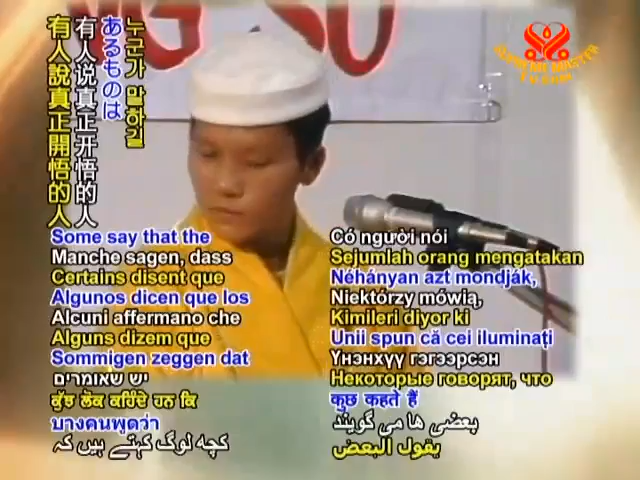 NG SU
SUPREME MASTER
TELEVISION
누군가 말하길
あるものは
有人说真正开悟的人
有人說真正開悟的人
Some say that the
Manche sagen, dass
Certains disent que
Algunos dicen que los
Alcuni affermano che
Alguns dizem que
Sommigen zeggen dat
יש שאומרים
ਕੁੱਝ ਲੋਕ ਕਹਿੰਦੇ ਹਨ ਕਿ
บางคนพูดว่า
کچھ لوگ کہتے ہیں کہ
Có người nói
Sejumlah orang mengatakan
Néhányan azt mondják,
Niektórzy mówią,
Kimileri diyor ki
Unii spun că cei iluminați
Үнэнхүү гэгээрсэн
Некоторые говорят, что
कुछ कहते हैं
بعضی ها می گویند
يقول البعض